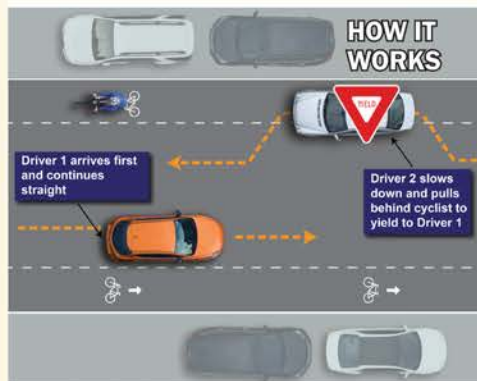 HOW IT
WORKS
YIELD
Driver 1 arrives first
and continues
straight
Driver 2 slows
down and pulls
behind cyclist to
yield to Driver 1